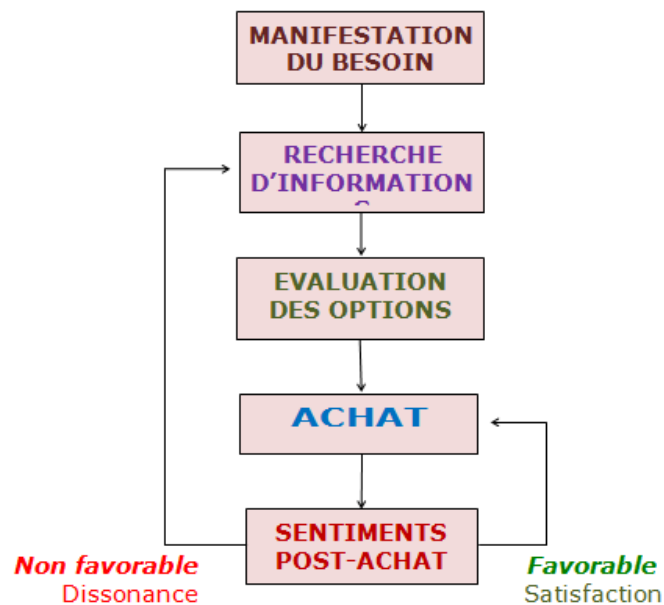 MANIFESTATION
DU BESOIN
RECHERCHE
D'INFORMATION
S
EVALUATION
DES OPTIONS
ACHAT
SENTIMENTS
POST-ACHAT
Non favorable
Dissonance
Favorable
Satisfaction